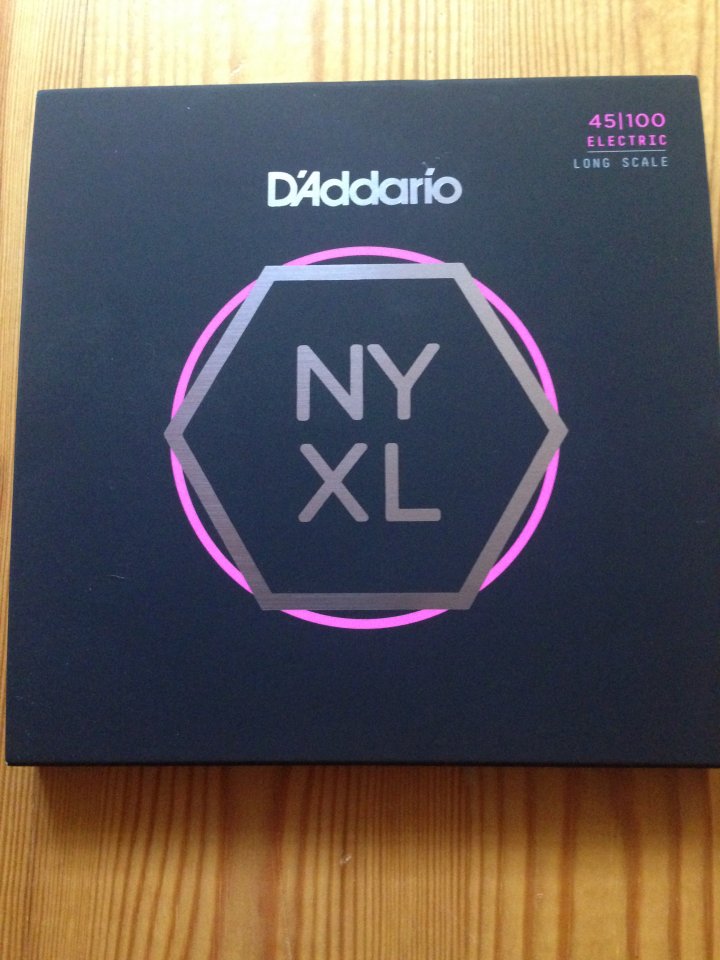 45|100
ELECTRIC
LONG SCALE
D'Addario
NY
XL